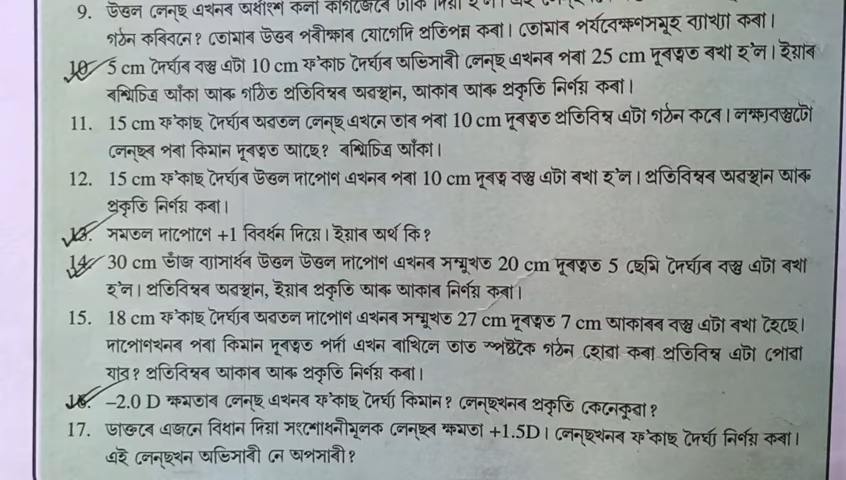 9. উত্তল লেন্‌ছ এখনৰ অৰ্ধাংশ কলা কাগজেৰে ঢাকি দিয়া হ'ল। এই
গঠন কৰিবনে? তোমাৰ উত্তৰ পৰীক্ষাৰ যোগেদি প্ৰতিপন্ন কৰা। তোমাৰ পৰ্যবেক্ষণসমূহ ব্যাখ্যা কৰা।
10. 5 cm দৈৰ্ঘ্যৰ বস্তু এটা 10 cm ফ'কাচ দৈৰ্ঘ্যৰ অভিসাৰী লেন্‌ছ এখনৰ পৰা 25 cm দূৰত্বত ৰখা হ'ল। ইয়াৰ
ৰশ্মিচিত্ৰ আঁকা আৰু গঠিত প্ৰতিবিম্বৰ অৱস্থান, আকাৰ আৰু প্ৰকৃতি নিৰ্ণয় কৰা।
11. 15 cm ফ'কাছ দৈৰ্ঘ্যৰ অৱতল লেন্‌ছ এখনে তাৰ পৰা 10 cm দূৰত্বত প্ৰতিবিম্ব এটা গঠন কৰে। লক্ষ্যবস্তুটো
লেন্‌ছৰ পৰা কিমান দূৰত্বত আছে? ৰশ্মিচিত্ৰ আঁকা।
12. 15 cm ফ'কাছ দৈৰ্ঘ্যৰ উত্তল দাপোণ এখনৰ পৰা 10 cm দূৰত্ব বস্তু এটা ৰখা হ'ল। প্ৰতিবিম্বৰ অৱস্থান আৰু
প্ৰকৃতি নিৰ্ণয় কৰা।
13. সমতল দাপোণে +1 বিবৰ্ধন দিয়ে। ইয়াৰ অৰ্থ কি?
14. 30 cm ভাঁজ ব্যাসাৰ্ধৰ উত্তল উত্তল দাপোণ এখনৰ সন্মুখত 20 cm দূৰত্বত 5 ছেমি দৈৰ্ঘ্যৰ বস্তু এটা ৰখা
হ'ল। প্ৰতিবিম্বৰ অৱস্থান, ইয়াৰ প্ৰকৃতি আৰু আকাৰ নিৰ্ণয় কৰা।
15. 18 cm ফ'কাছ দৈৰ্ঘ্যৰ অৱতল দাপোণ এখনৰ সন্মুখত 27 cm দূৰত্বত 7 cm আকাৰৰ বস্তু এটা ৰখা হৈছে।
দাপোণখনৰ পৰা কিমান দূৰত্বত পৰ্দা এখন ৰাখিলে তাত স্পষ্টকৈ গঠন হোৱা কৰা প্ৰতিবিম্ব এটা পোৱা
যাব? প্ৰতিবিম্বৰ আকাৰ আৰু প্ৰকৃতি নিৰ্ণয় কৰা।
16. –2.0 D ক্ষমতাৰ লেন্‌ছ এখনৰ ফ'কাছ দৈৰ্ঘ্য কিমান? লেন্‌ছখনৰ প্ৰকৃতি কেনেকুৱা?
17. ডাক্তৰে এজনে বিধান দিয়া সংশোধনীমূলক লেন্‌ছৰ ক্ষমতা +1.5D। লেন্‌ছখনৰ ফ'কাছ দৈৰ্ঘ্য নিৰ্ণয় কৰা।
এই লেন্‌ছখন অভিসাৰী নে অপসাৰী?